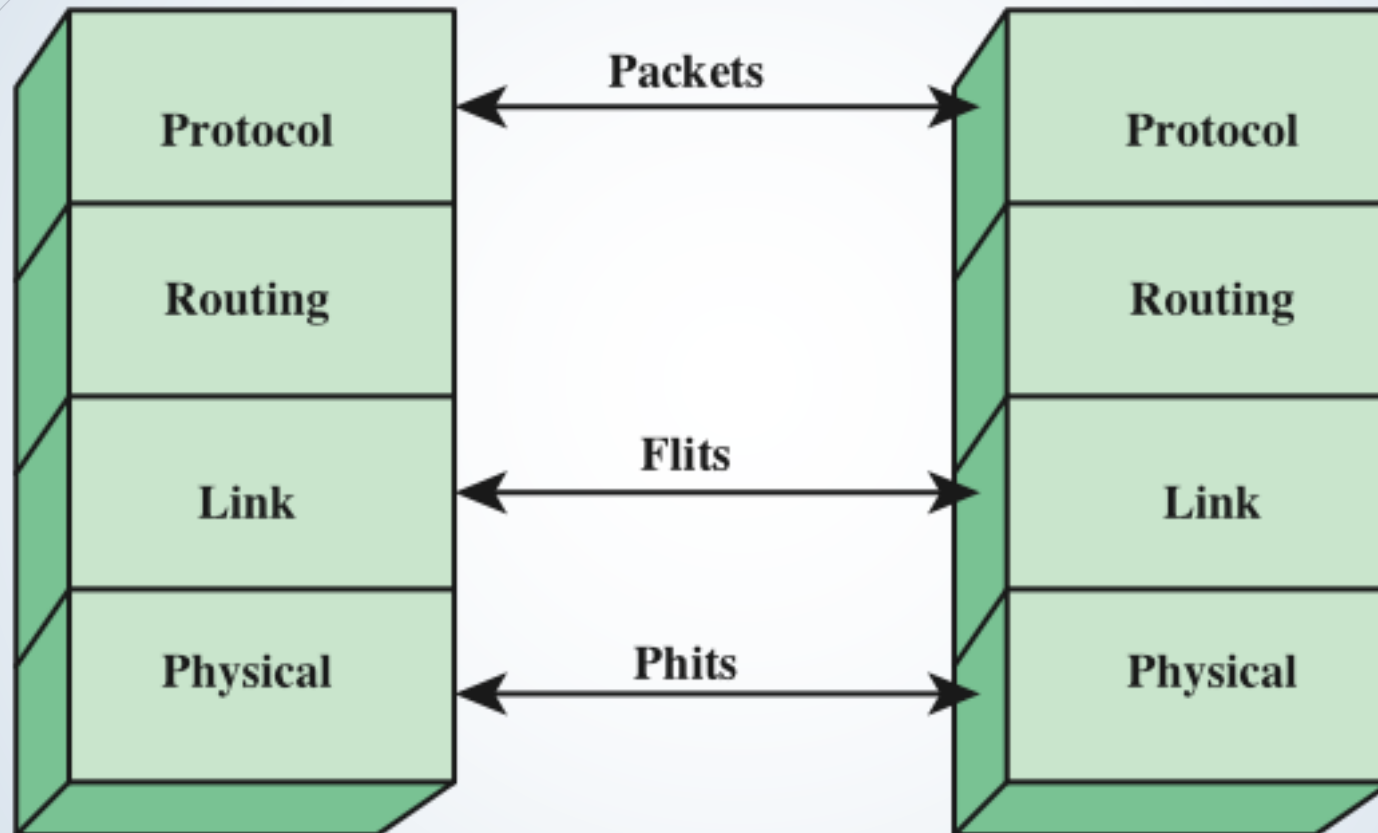 Packets
Protocol
Protocol
Routing
Routing
Flits
Link
Link
Phits
Physical
Physical